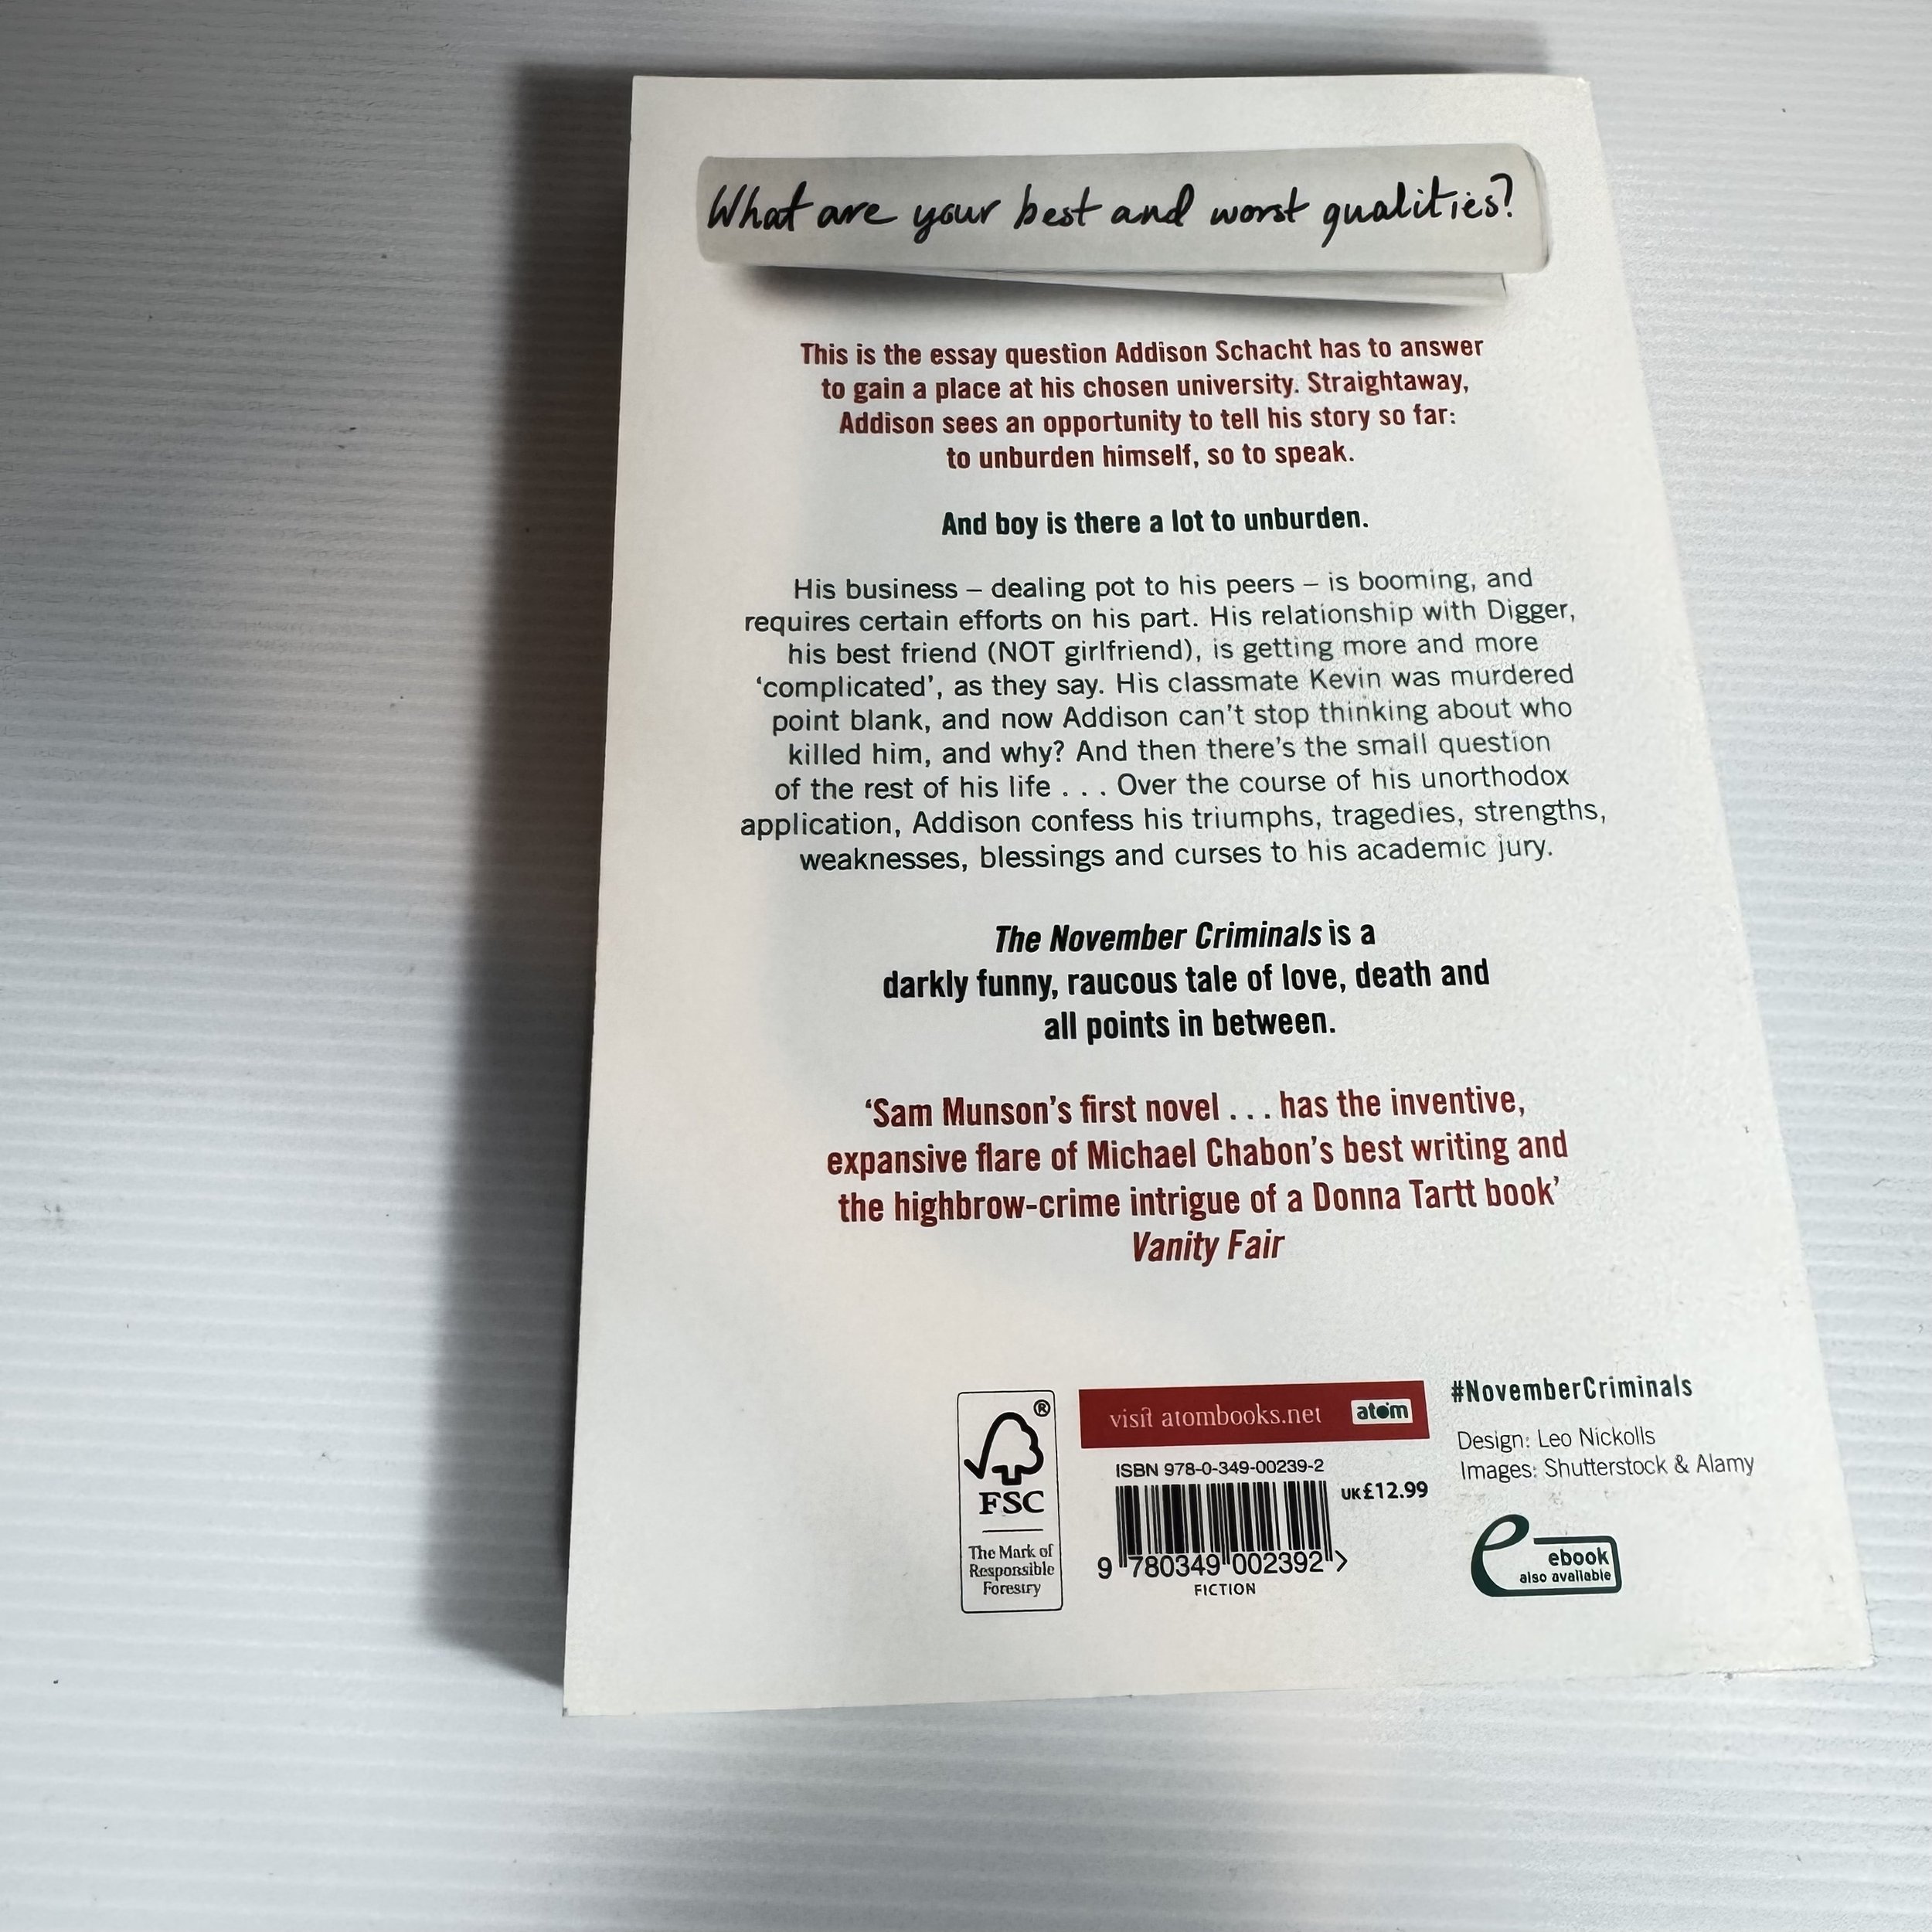 What are your best and worst qualities?
This is the essay question Addison Schacht has to answer
to gain a place at his chosen university. Straightaway,
Addison sees an opportunity to tell his story so far:
to unburden himself, so to speak.
And boy is there a lot to unburden.
His business – dealing pot to his peers – is booming, and
requires certain efforts on his part. His relationship with Digger,
his best friend (NOT girlfriend), is getting more and more
‘complicated’, as they say. His classmate Kevin was murdered
point blank, and now Addison can’t stop thinking about who
killed him, and why? And then there’s the small question
of the rest of his life . . . Over the course of his unorthodox
application, Addison confess his triumphs, tragedies, strengths,
weaknesses, blessings and curses to his academic jury.
The November Criminals is a
darkly funny, raucous tale of love, death and
all points in between.
‘Sam Munson’s first novel . . . has the inventive,
expansive flare of Michael Chabon’s best writing and
the highbrow-crime intrigue of a Donna Tartt book’
Vanity Fair
®
FSC
The Mark of
Responsible
Forestry
visit atombooks.net atom
ISBN 978-0-349-00239-2
UK£12.99
9 780349 002392 >
FICTION
#NovemberCriminals
Design: Leo Nickolls
Images: Shutterstock & Alamy
e
ebook
also available